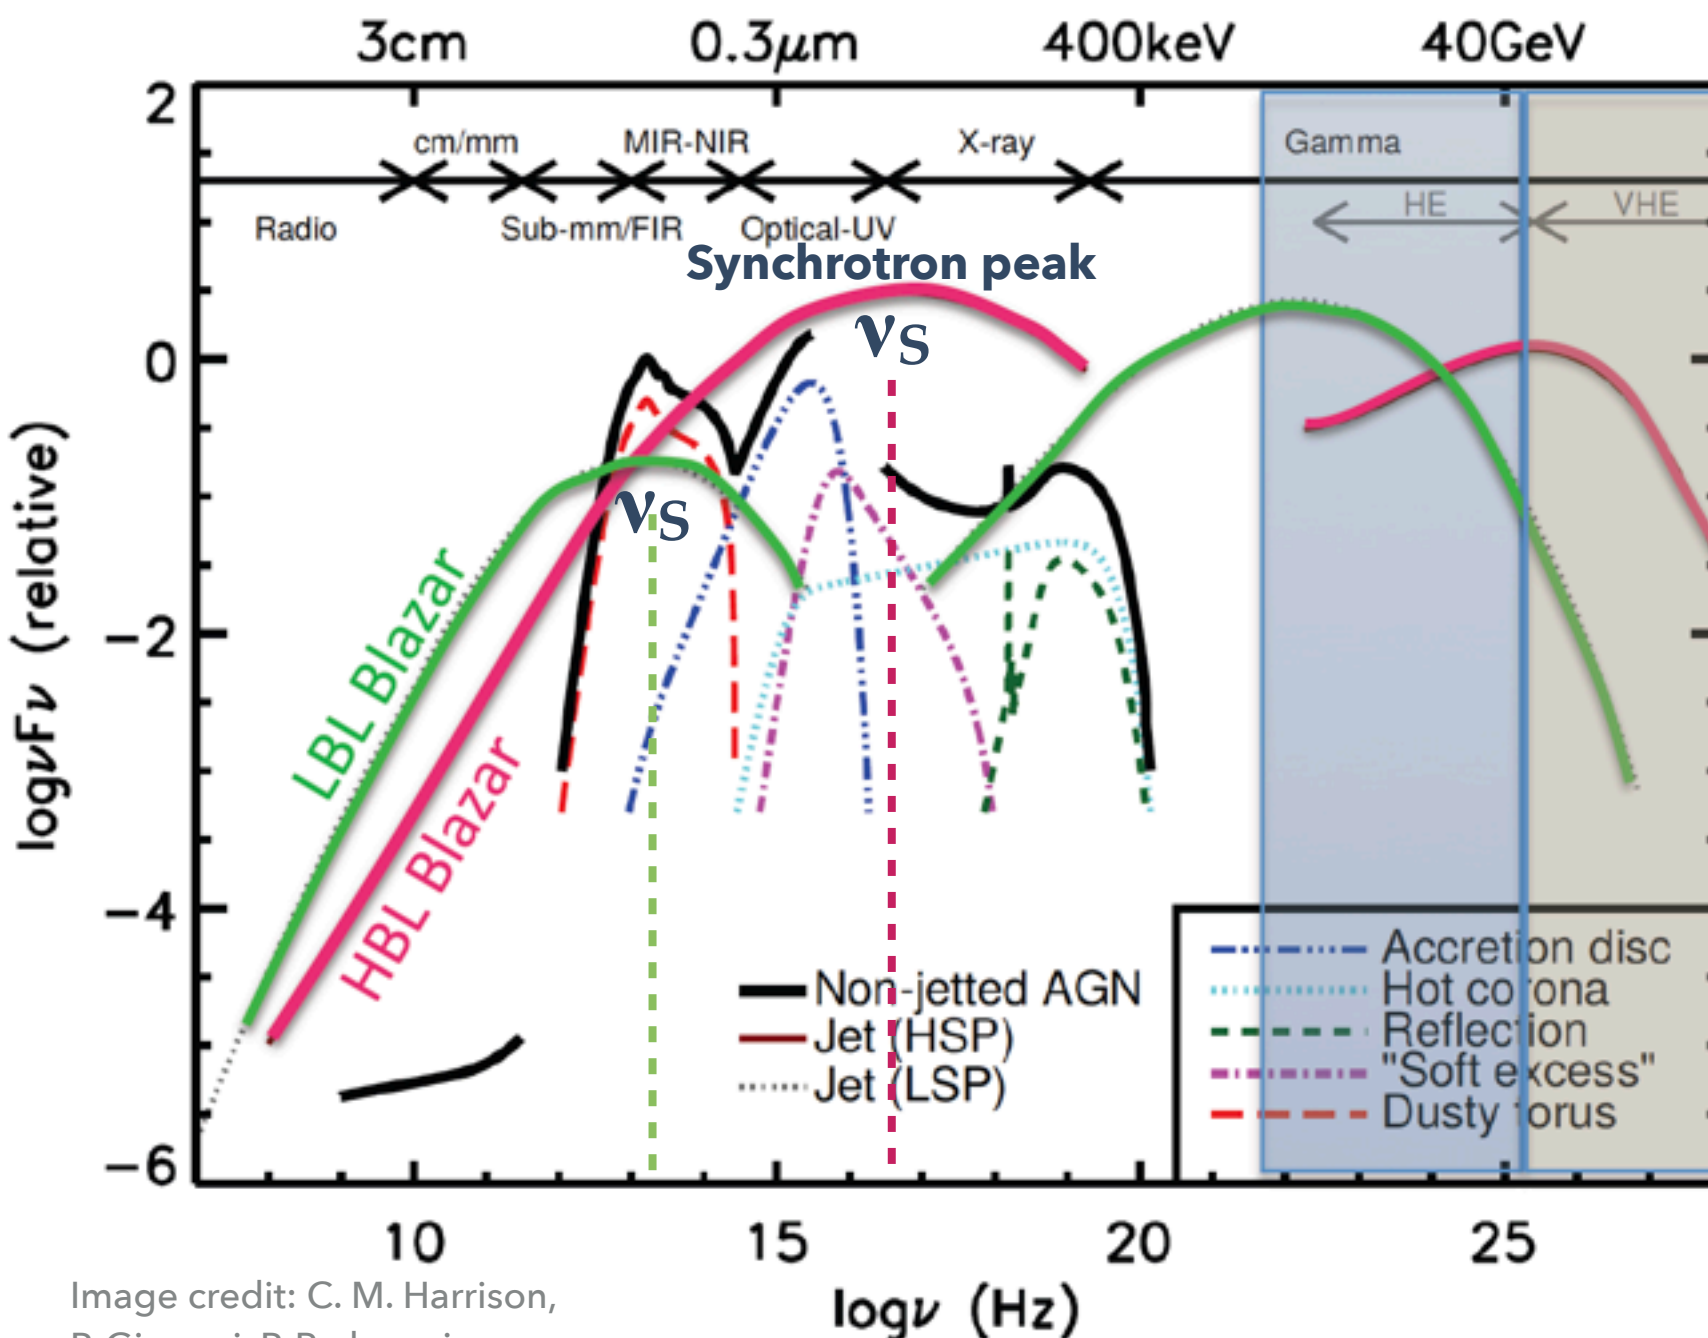 3cm 0.3μm 400keV 40GeV
2
cm/mm MIR-NIR X-ray Gamma
HE VHE
Radio Sub-mm/FIR Optical-UV
Synchrotron peak
νS
0
νS
logνFν (relative)
LBL Blazar
HBL Blazar
−2
−4
Accretion disc
Hot corona
Reflection
"Soft excess"
Dusty torus
Non-jetted AGN
Jet (HSP)
Jet (LSP)
−6
10 15 20 25
logν (Hz)
Image credit: C. M. Harrison,